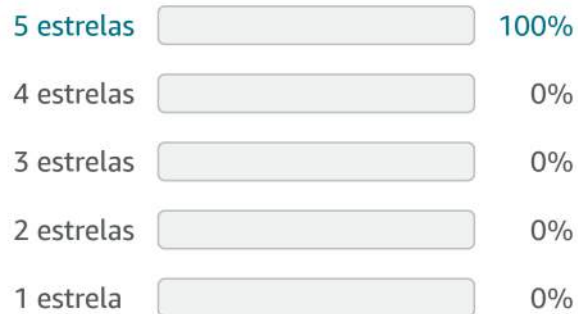 5 estrelas 100%
4 estrelas 0%
3 estrelas 0%
2 estrelas 0%
1 estrela 0%